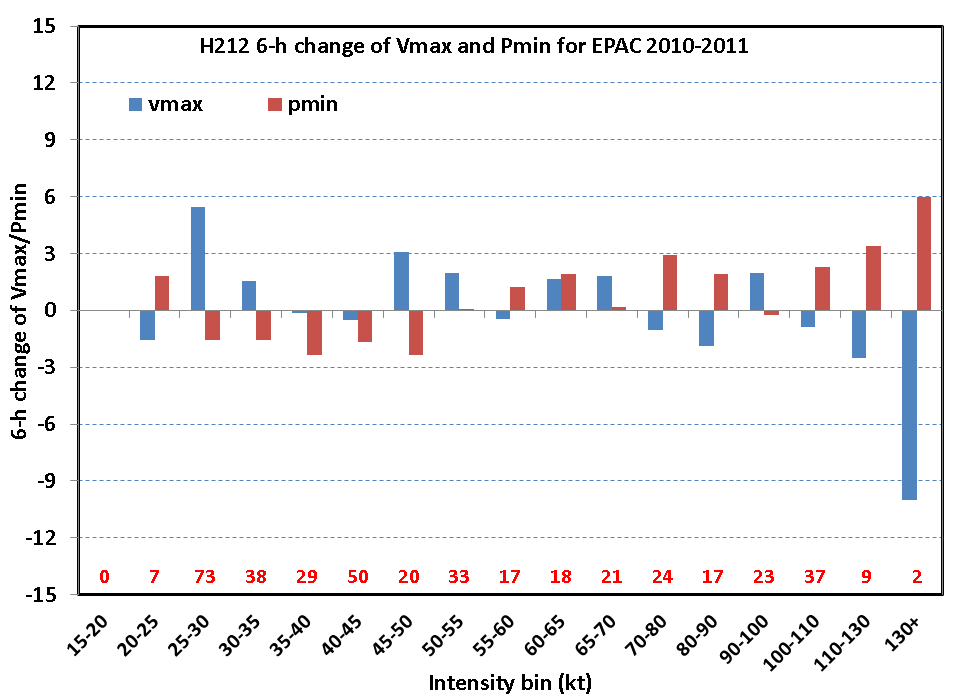 H212 6-h change of Vmax and Pmin for EPAC 2010-2011
vmax pmin
6-h change of Vmax/Pmin
15
12
9
6
3
0
-3
-6
-9
-12
-15
0 7 73 38 29 50 20 33 17 18 21 24 17 23 37 9 2
15-20 20-25 25-30 30-35 35-40 40-45 45-50 50-55 55-60 60-65 65-70 70-80 80-90 90-100 100-110 110-130 130+
Intensity bin (kt)